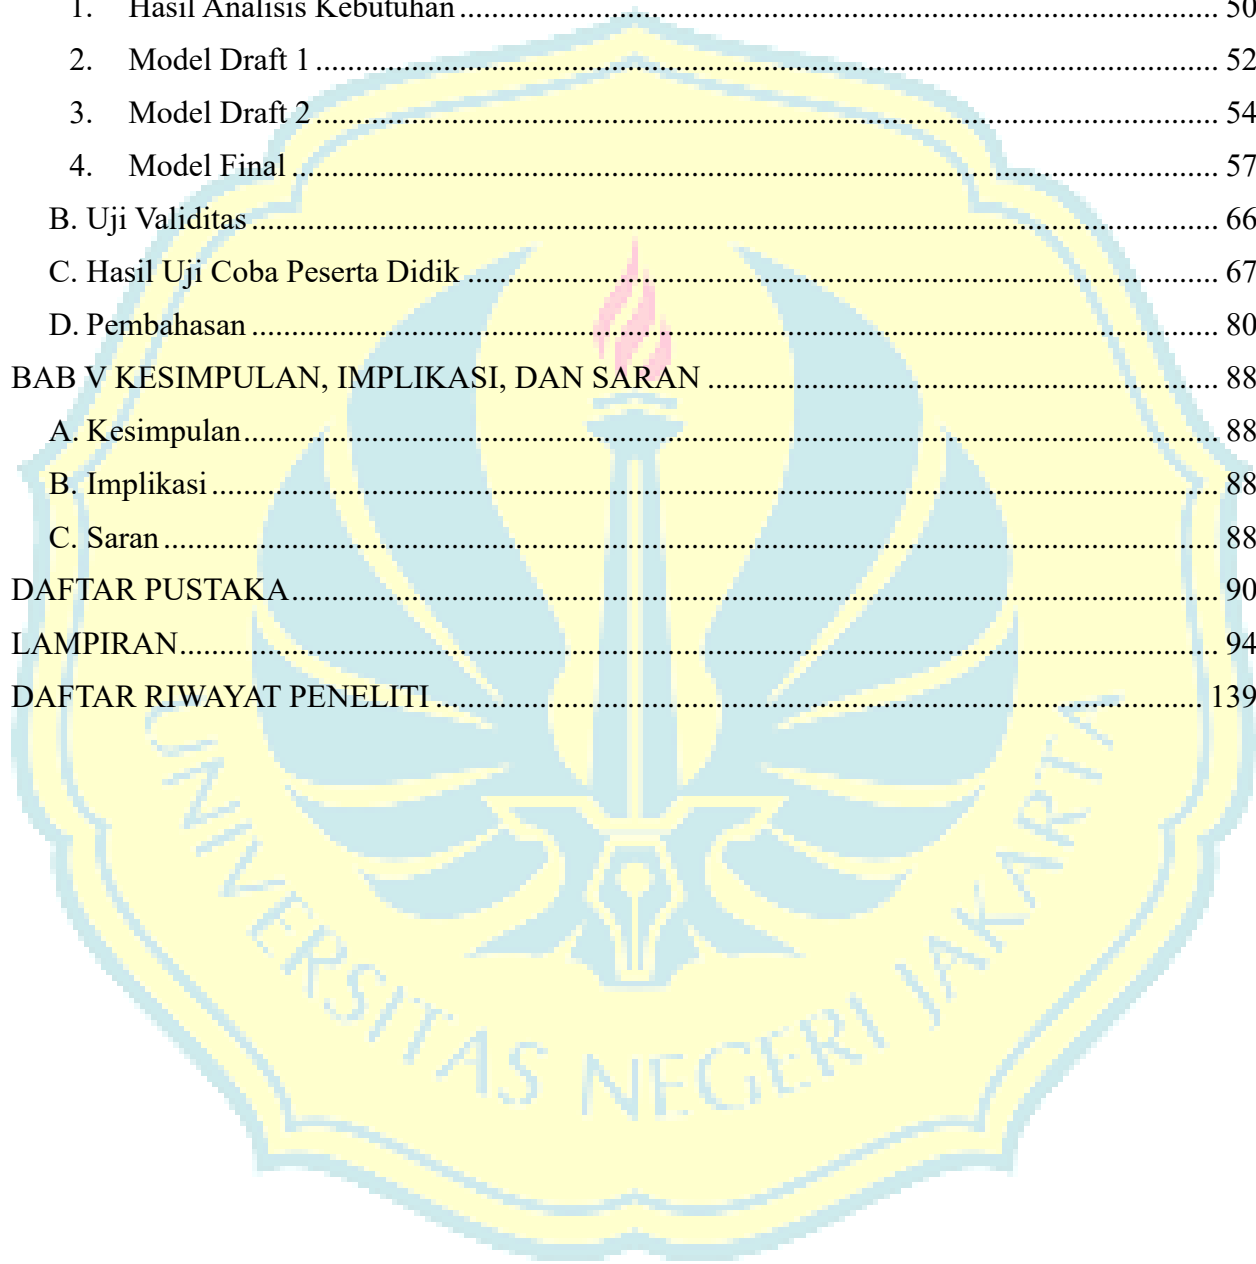 1. Hasil Analisis Kebutuhan ........................................ 50
2. Model Draft 1 ........................................ 52
3. Model Draft 2 ........................................ 54
4. Model Final ........................................ 57
B. Uji Validitas ........................................ 66
C. Hasil Uji Coba Peserta Didik ........................................ 67
D. Pembahasan ........................................ 80
BAB V KESIMPULAN, IMPLIKASI, DAN SARAN ........................................ 88
A. Kesimpulan ........................................ 88
B. Implikasi ........................................ 88
C. Saran ........................................ 88
DAFTAR PUSTAKA ........................................ 90
LAMPIRAN ........................................ 94
DAFTAR RIWAYAT PENELITI ........................................ 139
UNIVERSITAS NEGERI JAKARTA